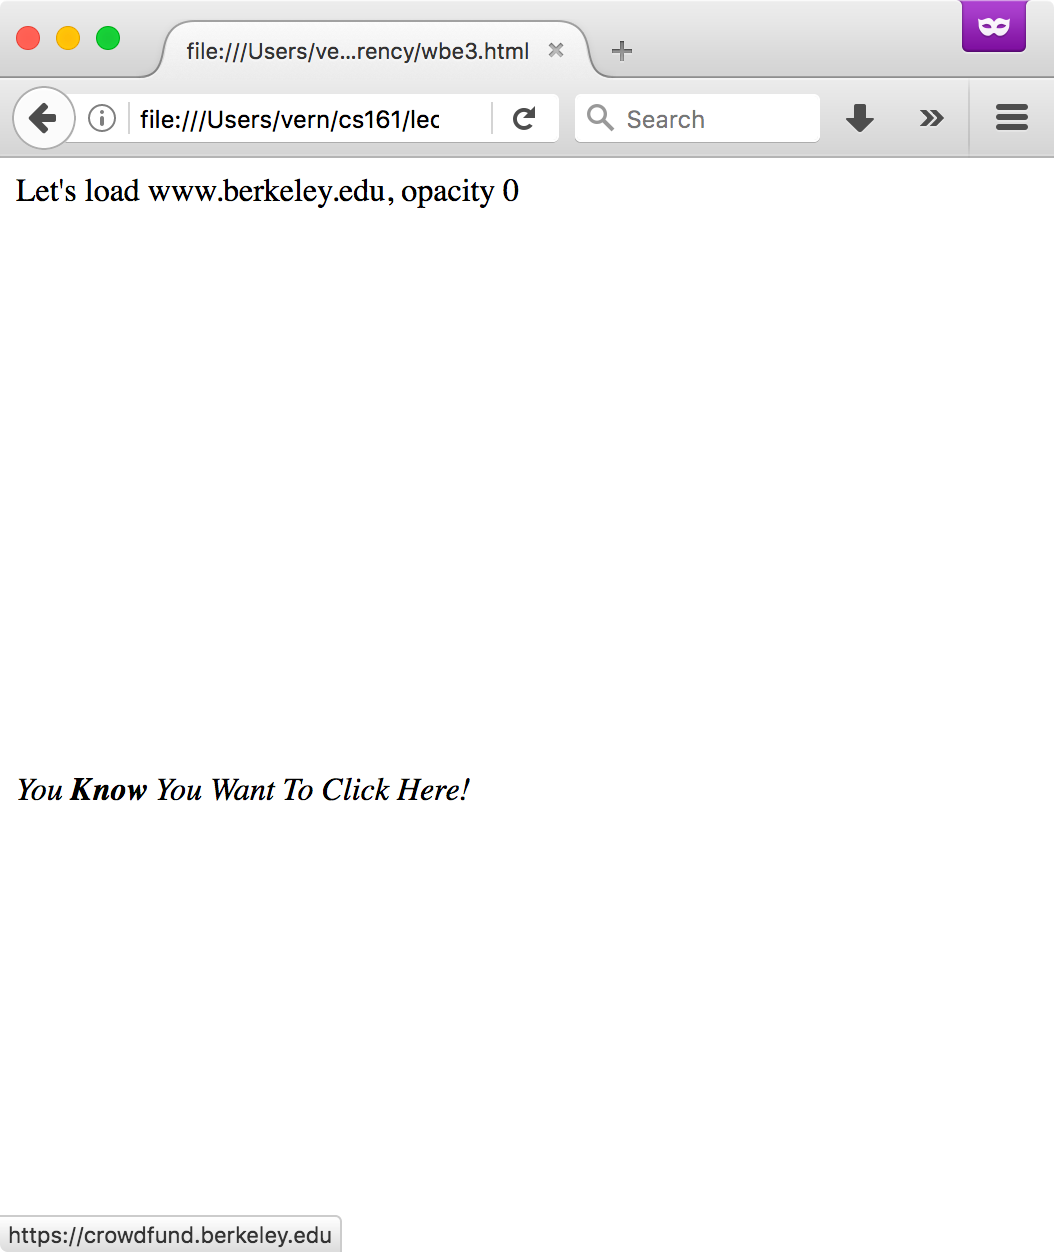 file:///Users/ve...rency/wbe3.html
file:///Users/vern/cs161/lec
Search
Let's load www.berkeley.edu, opacity 0
You Know You Want To Click Here!
https://crowdfund.berkeley.edu